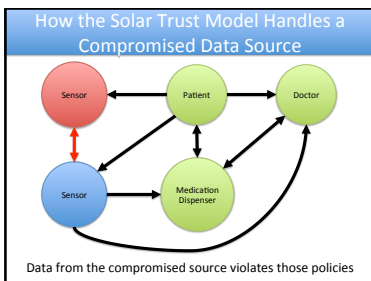 How the Solar Trust Model Handles a
Compromised Data Source
Sensor
Patient
Doctor
Sensor
Medication
Dispenser
Data from the compromised source violates those policies